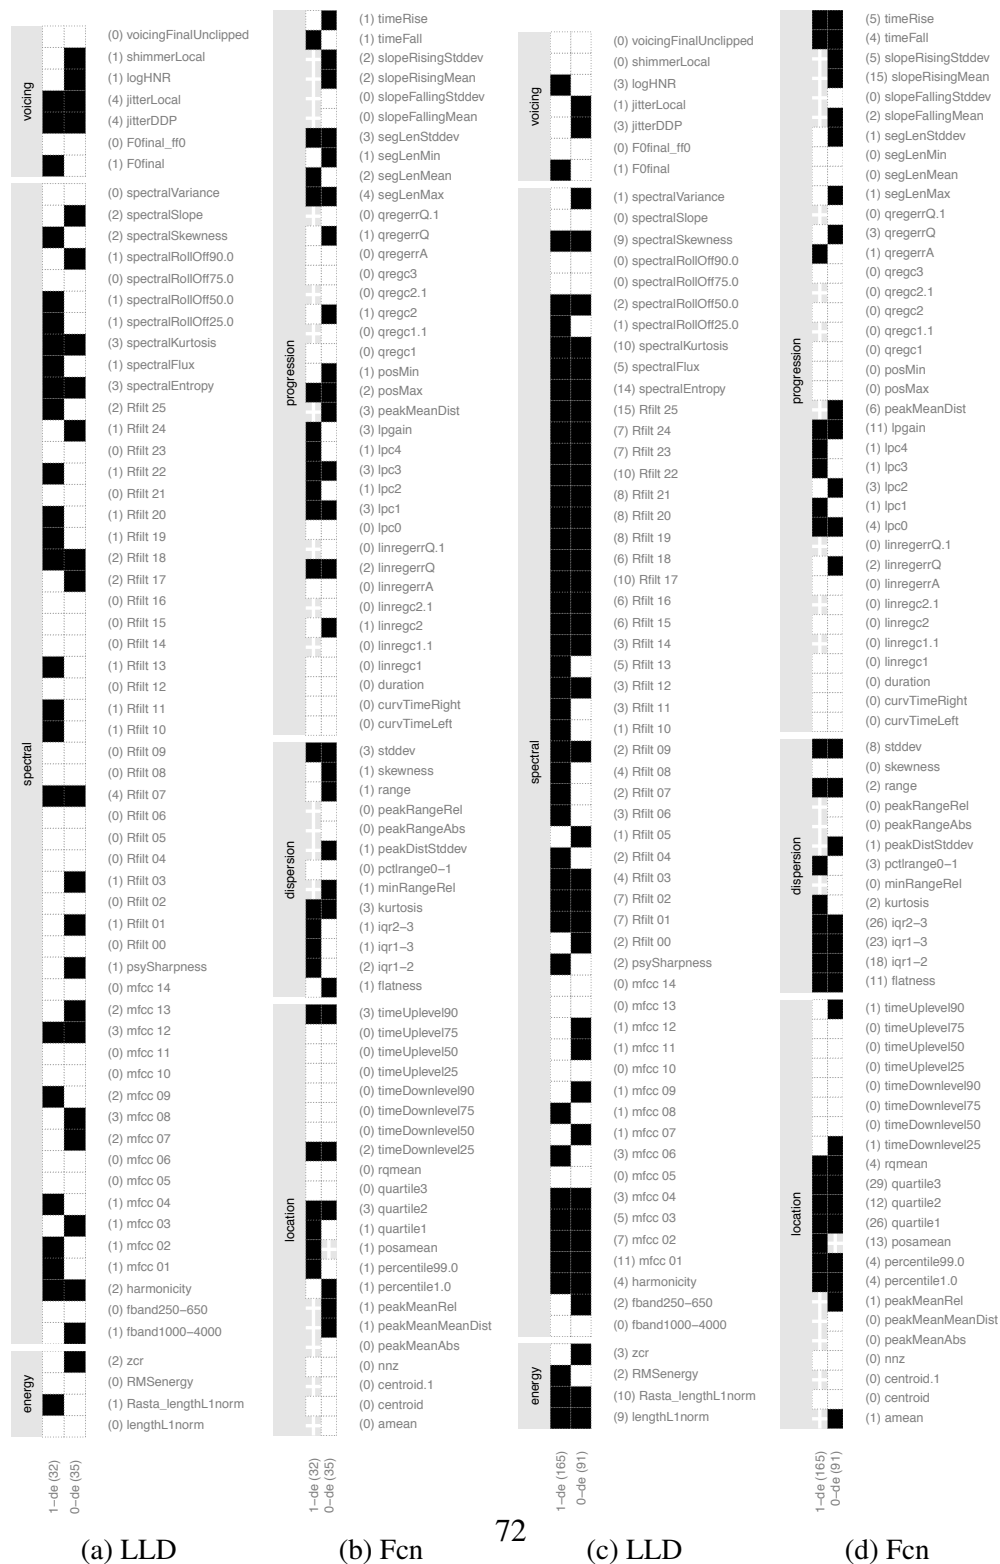 voicing
(0) voicingFinalUnclipped
(1) shimmerLocal
(1) logHNR
(4) jitterLocal
(4) jitterDDP
(0) F0final_ff0
(1) F0final
spectral
(0) spectralVariance
(2) spectralSlope
(2) spectralSkewness
(1) spectralRollOff90.0
(0) spectralRollOff75.0
(1) spectralRollOff50.0
(1) spectralRollOff25.0
(3) spectralKurtosis
(1) spectralFlux
(3) spectralEntropy
(2) Rfilt 25
(1) Rfilt 24
(0) Rfilt 23
(1) Rfilt 22
(0) Rfilt 21
(1) Rfilt 20
(1) Rfilt 19
(2) Rfilt 18
(2) Rfilt 17
(0) Rfilt 16
(0) Rfilt 15
(0) Rfilt 14
(1) Rfilt 13
(0) Rfilt 12
(1) Rfilt 11
(1) Rfilt 10
(0) Rfilt 09
(0) Rfilt 08
(4) Rfilt 07
(0) Rfilt 06
(0) Rfilt 05
(0) Rfilt 04
(1) Rfilt 03
(0) Rfilt 02
(1) Rfilt 01
(0) Rfilt 00
(1) psySharpness
(0) mfcc 14
(2) mfcc 13
(3) mfcc 12
(0) mfcc 11
(0) mfcc 10
(2) mfcc 09
(3) mfcc 08
(2) mfcc 07
(0) mfcc 06
(0) mfcc 05
(1) mfcc 04
(1) mfcc 03
(1) mfcc 02
(1) mfcc 01
(2) harmonicity
(0) fband250−650
(1) fband1000−4000
energy
(2) zcr
(0) RMSenergy
(1) Rasta_lengthL1norm
(0) lengthL1norm
1−de (32)
0−de (35)
(a) LLD
progression
(1) timeRise
(1) timeFall
(2) slopeRisingStddev
(2) slopeRisingMean
(0) slopeFallingStddev
(0) slopeFallingMean
(3) segLenStddev
(1) segLenMin
(2) segLenMean
(4) segLenMax
(0) qregerrQ.1
(1) qregerrQ
(0) qregerrA
(0) qregc3
(0) qregc2.1
(1) qregc2
(0) qregc1.1
(0) qregc1
(1) posMin
(2) posMax
(3) peakMeanDist
(3) lpgain
(1) lpc4
(3) lpc3
(1) lpc2
(3) lpc1
(0) lpc0
(0) linregerrQ.1
(2) linregerrQ
(0) linregerrA
(0) linregc2.1
(1) linregc2
(0) linregc1.1
(0) linregc1
(0) duration
(0) curvTimeRight
(0) curvTimeLeft
dispersion
(3) stddev
(1) skewness
(1) range
(0) peakRangeRel
(0) peakRangeAbs
(1) peakDistStddev
(0) pctlrange0−1
(1) minRangeRel
(3) kurtosis
(1) iqr2−3
(1) iqr1−3
(2) iqr1−2
(1) flatness
location
(3) timeUplevel90
(0) timeUplevel75
(0) timeUplevel50
(0) timeUplevel25
(0) timeDownlevel90
(0) timeDownlevel75
(0) timeDownlevel50
(2) timeDownlevel25
(0) rqmean
(0) quartile3
(3) quartile2
(1) quartile1
(1) posamean
(1) percentile99.0
(1) percentile1.0
(1) peakMeanRel
(1) peakMeanMeanDist
(0) peakMeanAbs
(0) nnz
(0) centroid.1
(0) centroid
(0) amean
1−de (32)
0−de (35)
(b) Fcn
voicing
(0) voicingFinalUnclipped
(0) shimmerLocal
(3) logHNR
(1) jitterLocal
(3) jitterDDP
(0) F0final_ff0
(1) F0final
spectral
(1) spectralVariance
(0) spectralSlope
(9) spectralSkewness
(0) spectralRollOff90.0
(0) spectralRollOff75.0
(2) spectralRollOff50.0
(1) spectralRollOff25.0
(10) spectralKurtosis
(5) spectralFlux
(14) spectralEntropy
(15) Rfilt 25
(7) Rfilt 24
(7) Rfilt 23
(10) Rfilt 22
(8) Rfilt 21
(8) Rfilt 20
(8) Rfilt 19
(6) Rfilt 18
(10) Rfilt 17
(6) Rfilt 16
(6) Rfilt 15
(3) Rfilt 14
(5) Rfilt 13
(3) Rfilt 12
(3) Rfilt 11
(1) Rfilt 10
(2) Rfilt 09
(4) Rfilt 08
(2) Rfilt 07
(3) Rfilt 06
(1) Rfilt 05
(2) Rfilt 04
(4) Rfilt 03
(7) Rfilt 02
(7) Rfilt 01
(2) Rfilt 00
(2) psySharpness
(0) mfcc 14
(0) mfcc 13
(1) mfcc 12
(1) mfcc 11
(0) mfcc 10
(1) mfcc 09
(1) mfcc 08
(1) mfcc 07
(3) mfcc 06
(0) mfcc 05
(3) mfcc 04
(5) mfcc 03
(7) mfcc 02
(11) mfcc 01
(4) harmonicity
(2) fband250−650
(0) fband1000−4000
energy
(3) zcr
(2) RMSenergy
(10) Rasta_lengthL1norm
(9) lengthL1norm
1−de (165)
0−de (91)
(c) LLD
progression
(5) timeRise
(4) timeFall
(5) slopeRisingStddev
(15) slopeRisingMean
(0) slopeFallingStddev
(2) slopeFallingMean
(1) segLenStddev
(0) segLenMin
(0) segLenMean
(1) segLenMax
(0) qregerrQ.1
(3) qregerrQ
(1) qregerrA
(0) qregc3
(0) qregc2.1
(0) qregc2
(0) qregc1.1
(0) qregc1
(0) posMin
(0) posMax
(6) peakMeanDist
(11) lpgain
(1) lpc4
(1) lpc3
(3) lpc2
(1) lpc1
(4) lpc0
(0) linregerrQ.1
(2) linregerrQ
(0) linregerrA
(0) linregc2.1
(0) linregc2
(0) linregc1.1
(0) linregc1
(0) duration
(0) curvTimeRight
(0) curvTimeLeft
dispersion
(8) stddev
(0) skewness
(2) range
(0) peakRangeRel
(0) peakRangeAbs
(1) peakDistStddev
(3) pctlrange0−1
(0) minRangeRel
(2) kurtosis
(26) iqr2−3
(23) iqr1−3
(18) iqr1−2
(11) flatness
location
(1) timeUplevel90
(0) timeUplevel75
(0) timeUplevel50
(0) timeUplevel25
(0) timeDownlevel90
(0) timeDownlevel75
(0) timeDownlevel50
(1) timeDownlevel25
(4) rqmean
(29) quartile3
(12) quartile2
(26) quartile1
(13) posamean
(4) percentile99.0
(4) percentile1.0
(1) peakMeanRel
(0) peakMeanMeanDist
(0) peakMeanAbs
(0) nnz
(0) centroid.1
(0) centroid
(1) amean
1−de (165)
0−de (91)
(d) Fcn
72